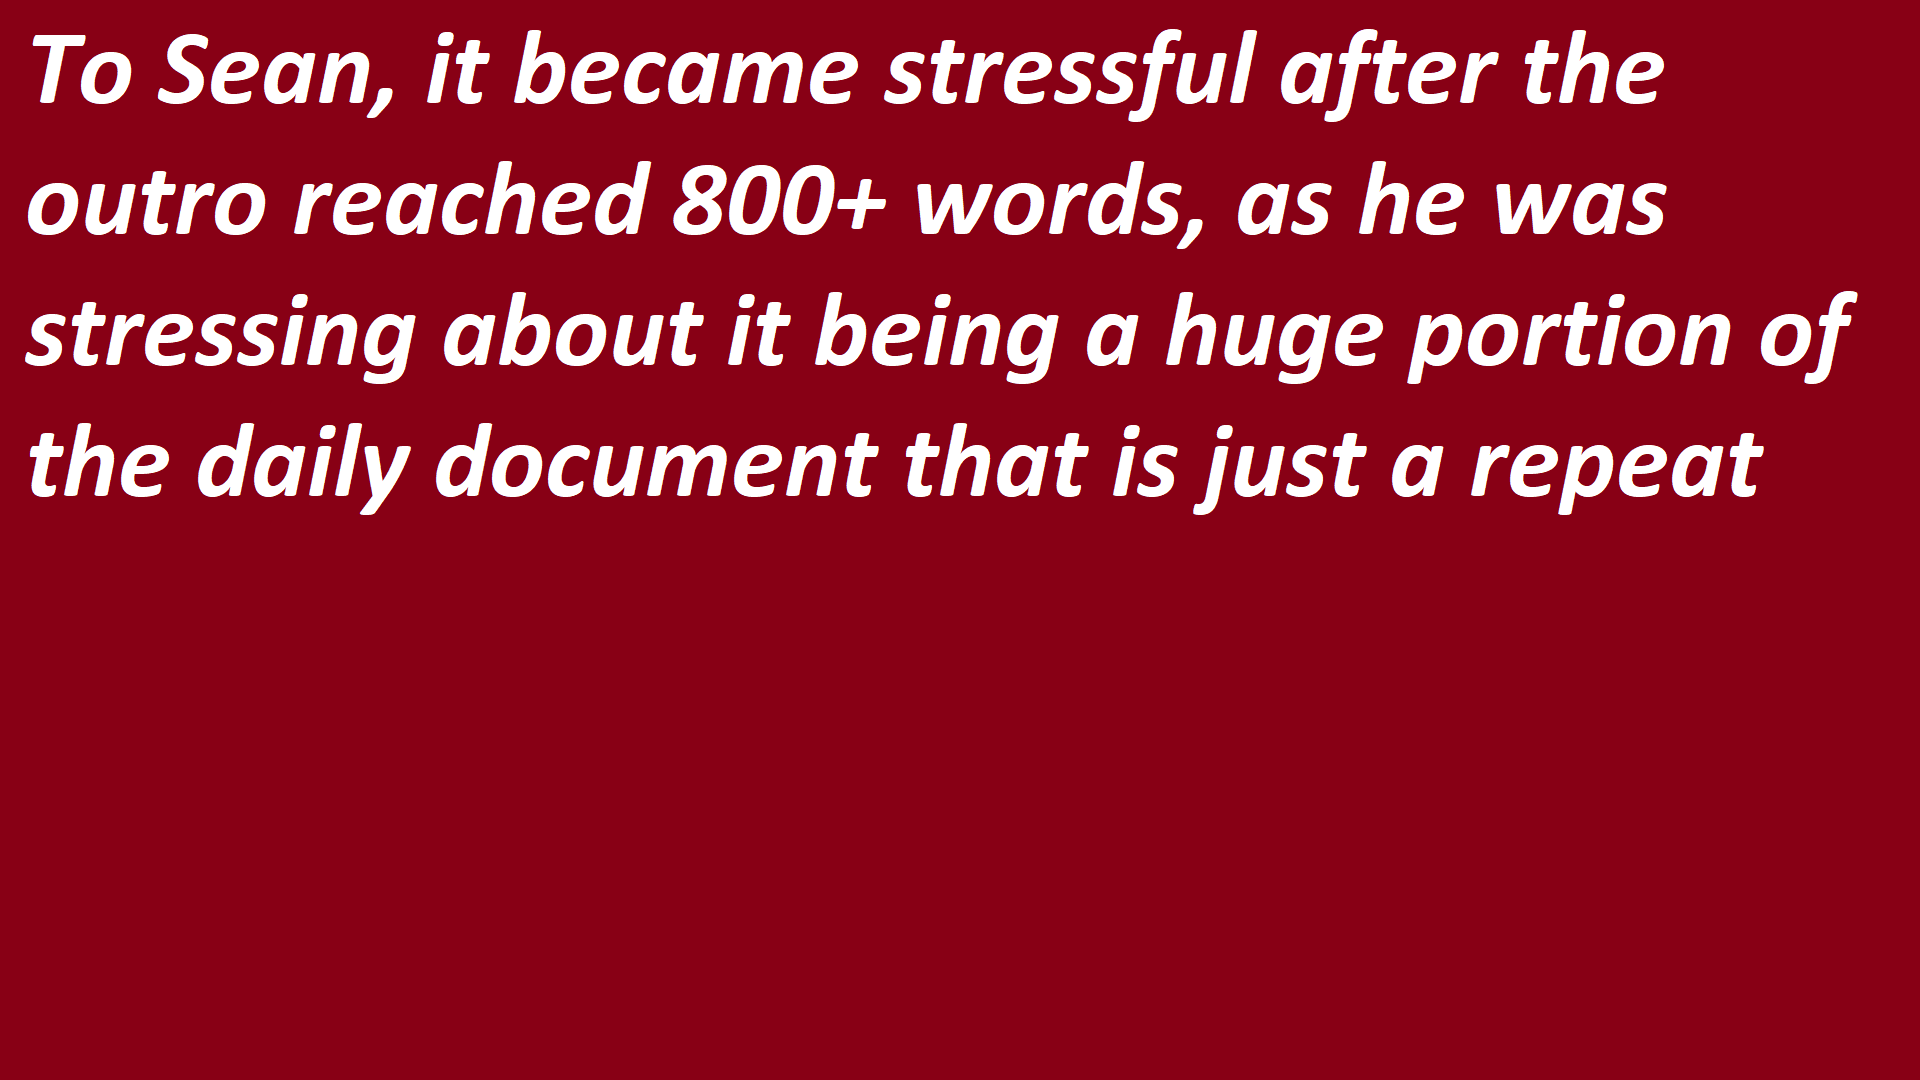 To Sean, it became stressful after the
outro reached 800+ words, as he was
stressing about it being a huge portion of
the daily document that is just a repeat